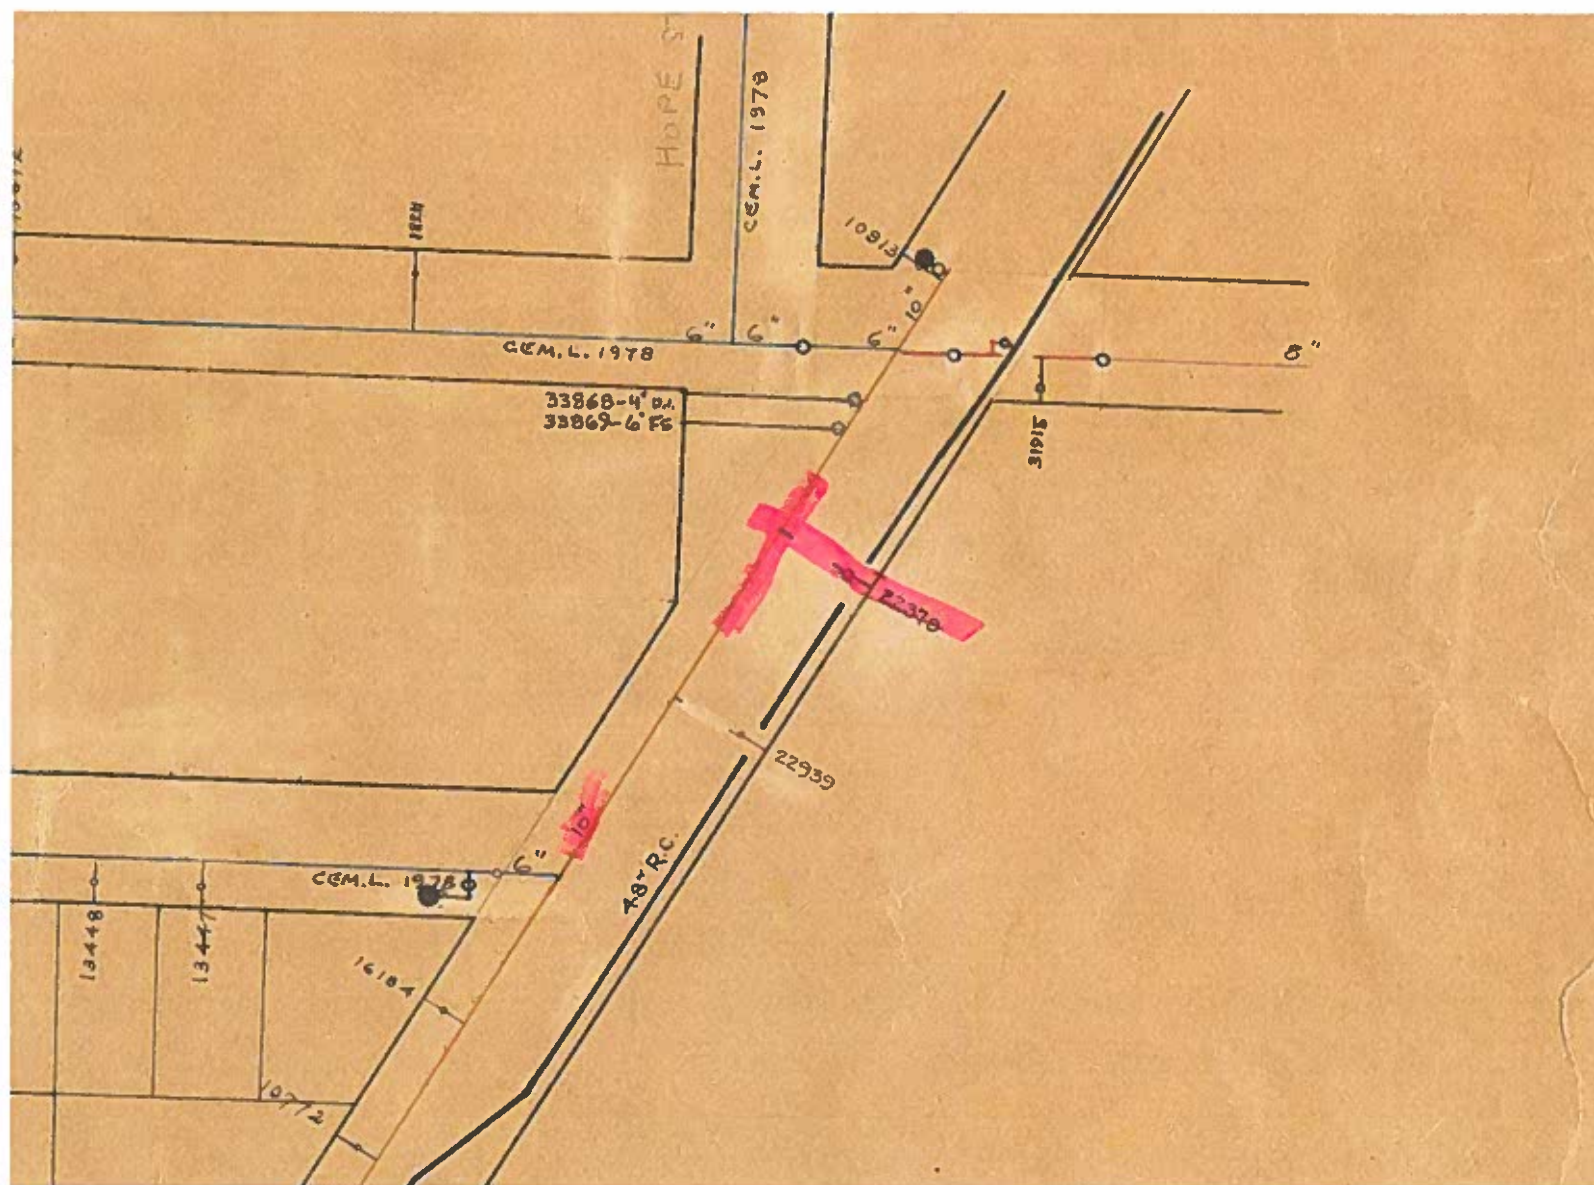 HOPE ST
CEM.L. 1978
10813
10"
6" 6" 6"
8"
CEM.L. 1978
33868-4" D.I.
33869-6" FS
31915
22378
22939
10"
48" R.C.
6"
CEM.L. 1978
13448
13447
16184
10772